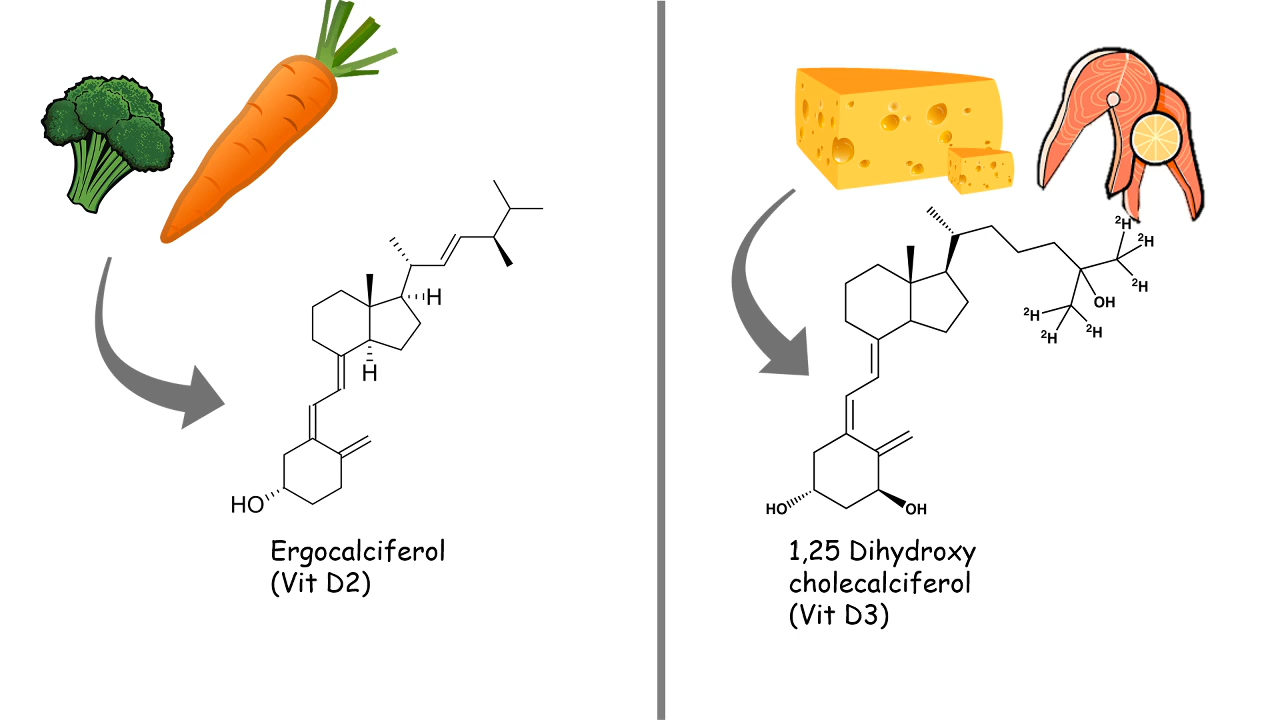 H
H
HO
Ergocalciferol
(Vit D2)
²H
²H
²H
OH
²H
²H
²H
HO
OH
1,25 Dihydroxy
cholecalciferol
(Vit D3)